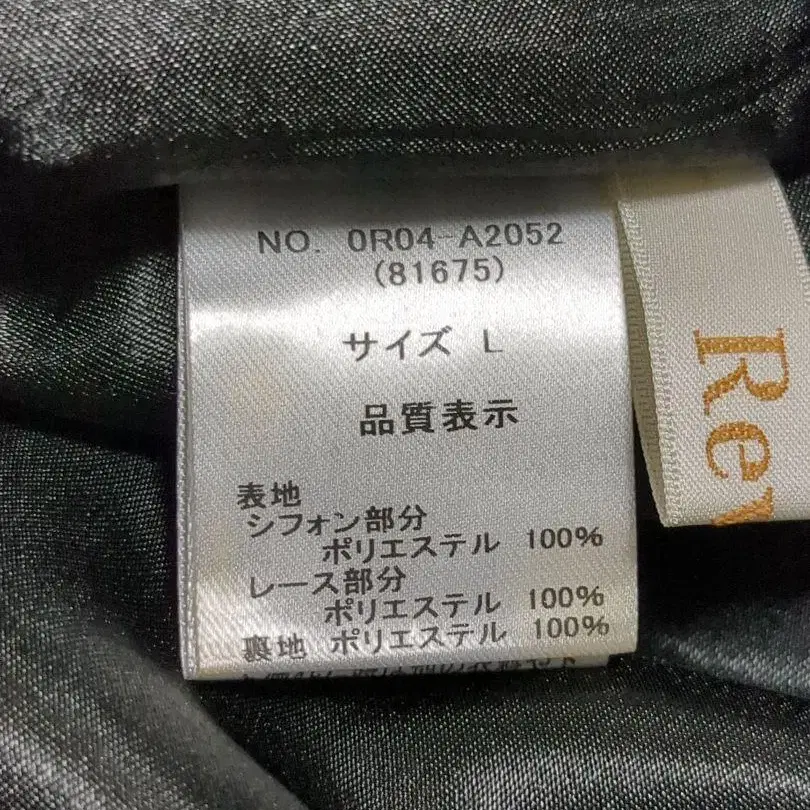 NO. 0R04-A2052
(81675)
サイズ L
品質表示
表地
シフォン部分
ポリエステル 100%
レース部分
ポリエステル 100%
裏地 ポリエステル 100%
Rev